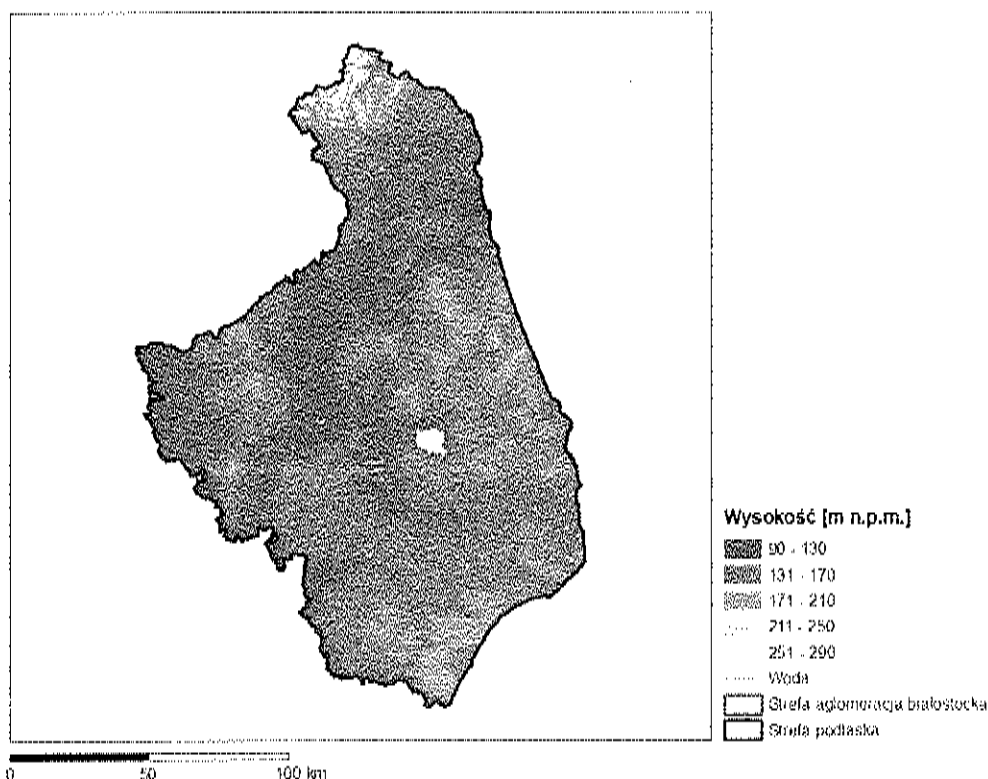 Wysokość [m n.p.m.]
90 - 130
131 - 170
171 - 210
211 - 250
251 - 290
Woda
Strefa aglomeracja białostocka
Strefa podlaska
0 50 100 km